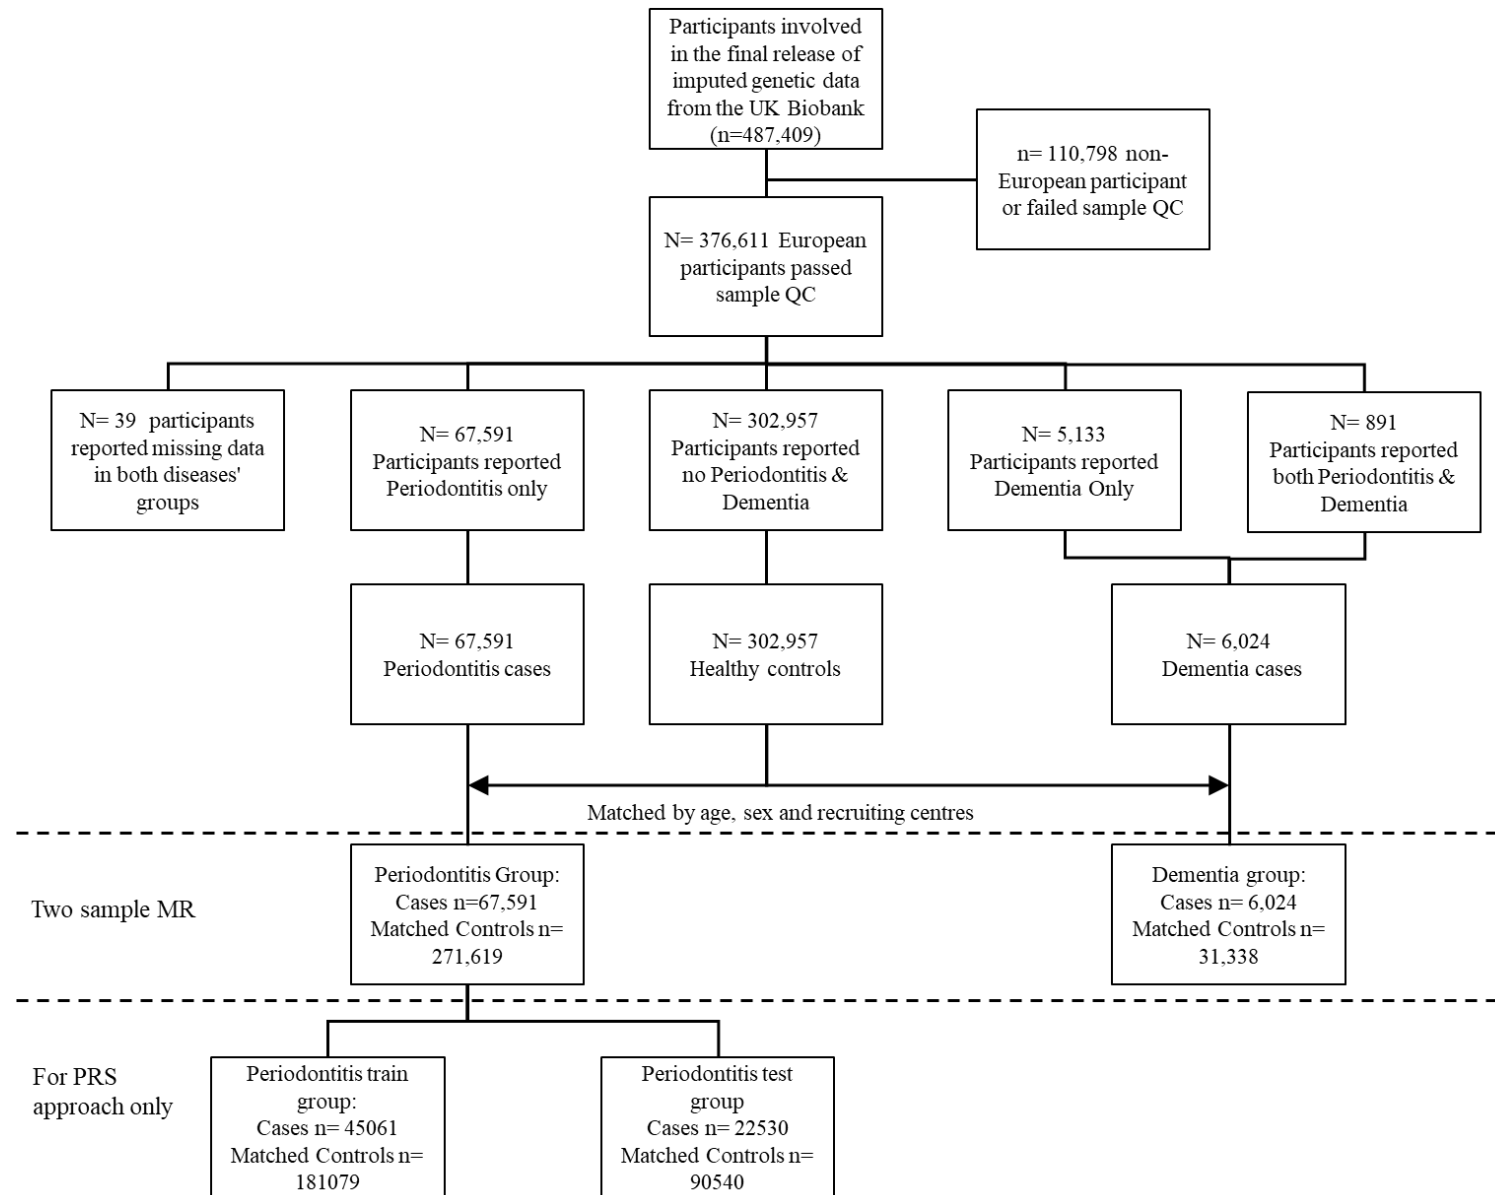 Participants involved
in the final release of
imputed genetic data
from the UK Biobank
(n=487,409)
n= 110,798 non-
European participant
or failed sample QC
N= 376,611 European
participants passed
sample QC
N= 39 participants
reported missing data
in both diseases'
groups
N= 67,591
Participants reported
Periodontitis only
N= 302,957
Participants reported
no Periodontitis &
Dementia
N= 5,133
Participants reported
Dementia Only
N= 891
Participants reported
both Periodontitis &
Dementia
N= 67,591
Periodontitis cases
N= 302,957
Healthy controls
N= 6,024
Dementia cases
Matched by age, sex and recruiting centres
Two sample MR
Periodontitis Group:
Cases n=67,591
Matched Controls n=
271,619
Dementia group:
Cases n= 6,024
Matched Controls n=
31,338
For PRS
approach only
Periodontitis train
group:
Cases n= 45061
Matched Controls n=
181079
Periodontitis test
group
Cases n= 22530
Matched Controls n=
90540